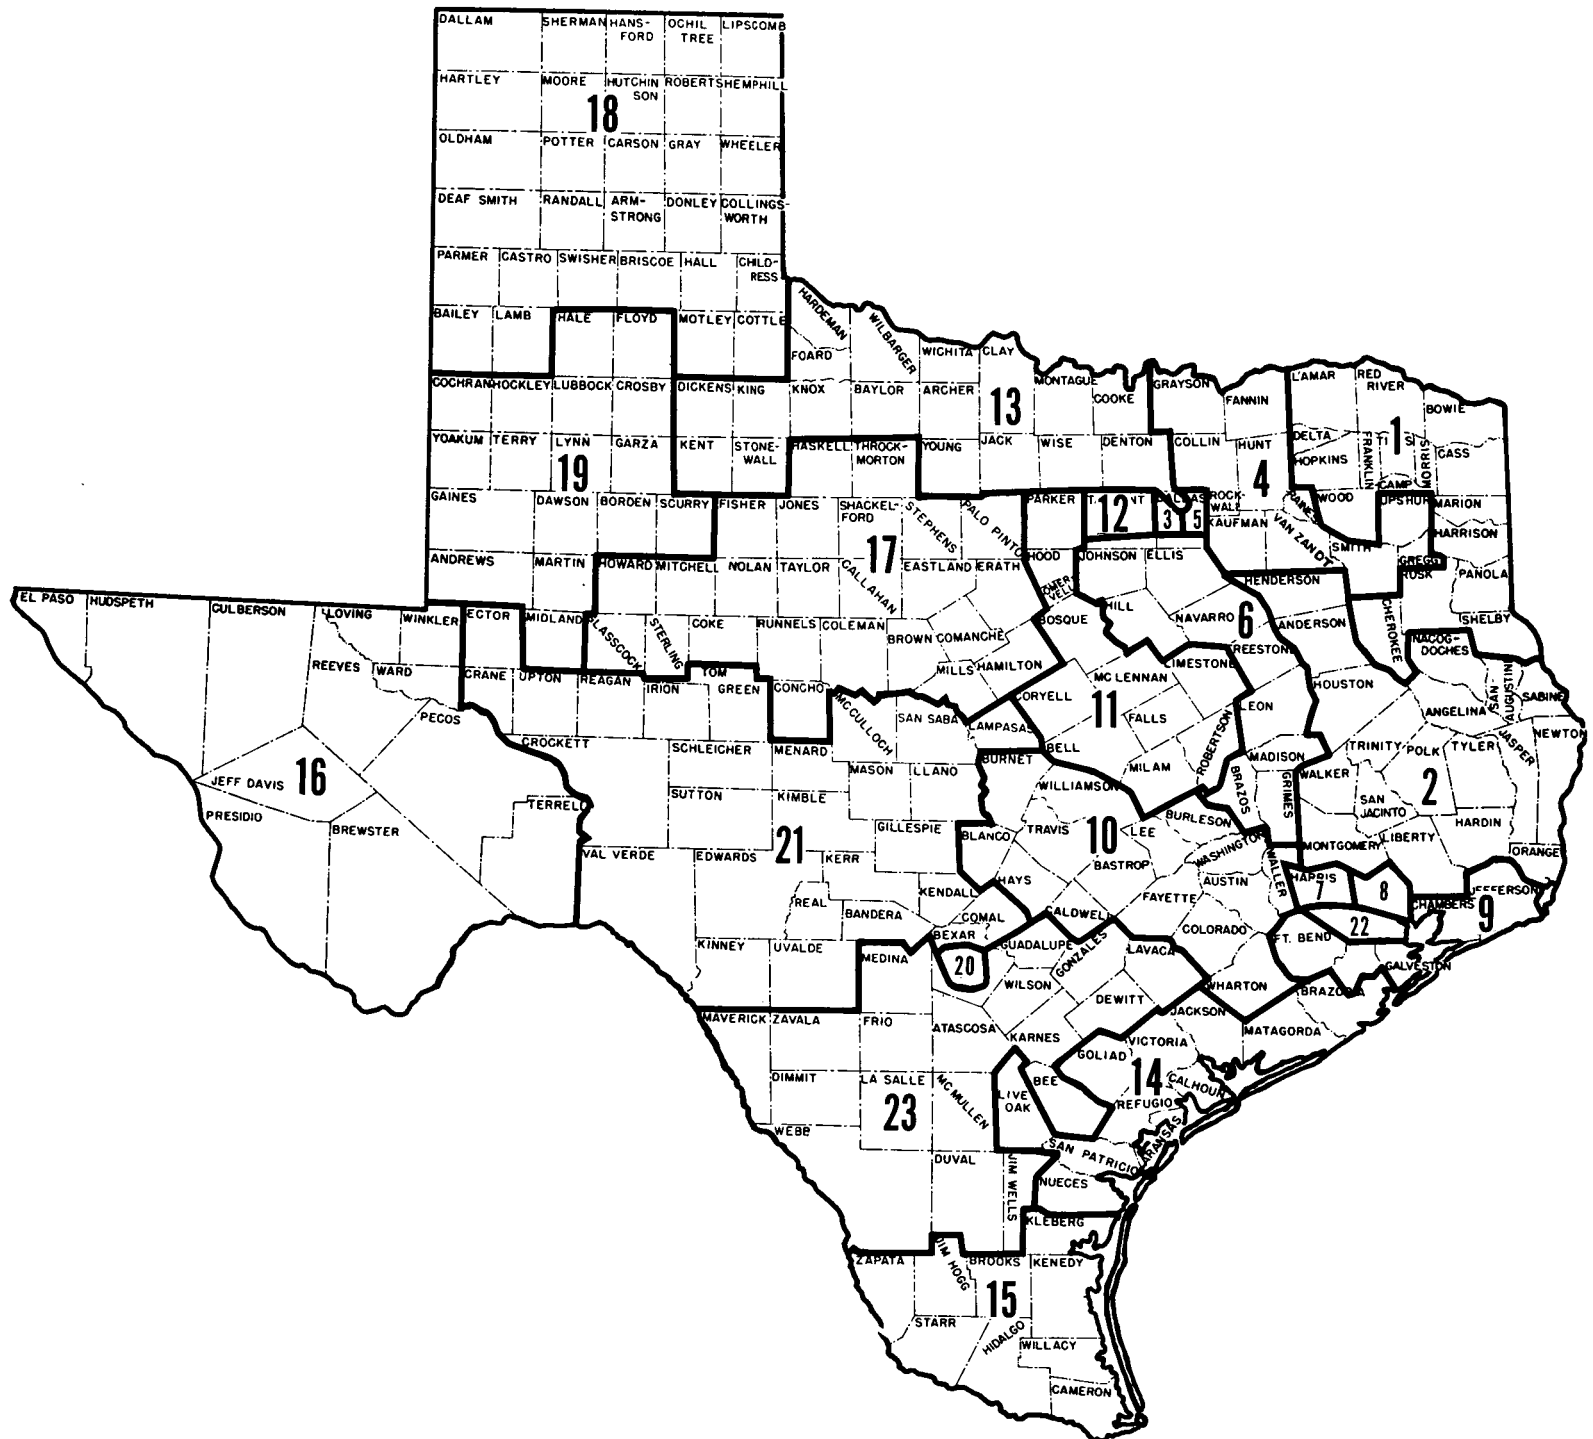 DALLAM
SHERMAN
HANS-
FORD
OCHIL
TREE
LIPSCOMB
HARTLEY
MOORE
HUTCHIN
SON
ROBERTS
HEMPHILL
18
OLDHAM
POTTER
CARSON
GRAY
WHEELER
DEAF SMITH
RANDALL
ARM-
STRONG
DONLEY
COLLINGS-
WORTH
PARMER
CASTRO
SWISHER
BRISCOE
HALL
CHILD-
RESS
BAILEY
LAMB
HALE
FLOYD
MOTLEY
COTTLE
HARDEMAN
FOARD
WILBARGER
WICHITA
CLAY
COCHRAN
HOCKLEY
LUBBOCK
CROSBY
DICKENS
KING
KNOX
BAYLOR
ARCHER
13
MONTAGUE
COOKE
GRAYSON
FANNIN
LAMAR
RED
RIVER
BOWIE
1
YOAKUM
TERRY
LYNN
GARZA
KENT
STONE-
WALL
HASKELL
THROCK-
MORTON
YOUNG
JACK
WISE
DENTON
COLLIN
HUNT
4
DELTA
HOPKINS
FRANKLIN
MORRIS
CASS
CAMP
19
GAINES
DAWSON
BORDEN
SCURRY
FISHER
JONES
SHACKEL-
FORD
STEPHENS
PALO PINTO
PARKER
12
3
5
ROCK-
WALL
KAUFMAN
RAINES
VAN ZANDT
WOOD
UPSHUR
MARION
HARRISON
SMITH
GREGG
RUSK
PANOLA
ANDREWS
MARTIN
HOWARD
MITCHELL
NOLAN
TAYLOR
CALLAHAN
17
EASTLAND
ERATH
HOOD
JOHNSON
ELLIS
HENDERSON
EL PASO
HUDSPETH
CULBERSON
LOVING
WINKLER
ECTOR
MIDLAND
GLASSCOCK
STERLING
COKE
RUNNELS
COLEMAN
BROWN
COMANCHE
BOSQUE
HILL
NAVARRO
6
ANDERSON
CHEROKEE
SHELBY
NACOG-
DOCHES
REEVES
WARD
CRANE
UPTON
REAGAN
IRION
TOM
GREEN
CONCHO
MC CULLOCH
MILLS
HAMILTON
CORYELL
MC LENNAN
LIMESTONE
FREESTONE
HOUSTON
ANGELINA
SAN
AUGUSTINE
SABINE
PECOS
CROCKETT
SCHLEICHER
MENARD
SAN SABA
LAMPASAS
11
FALLS
BELL
MILAM
ROBERTSON
LEON
MADISON
TRINITY
POLK
TYLER
JASPER
NEWTON
16
JEFF DAVIS
PRESIDIO
BREWSTER
TERRELL
SUTTON
KIMBLE
MASON
LLANO
BURNET
WILLIAMSON
BRAZOS
GRIMES
WALKER
SAN
JACINTO
2
HARDIN
LIBERTY
ORANGE
VAL VERDE
EDWARDS
21
KERR
GILLESPIE
BLANCO
TRAVIS
10
LEE
BASTROP
BURLESON
WASHINGTON
WALLER
MONTGOMERY
HARRIS
7
8
CHAMBERS
JEFFERSON
9
REAL
BANDERA
KENDALL
COMAL
HAYS
CALDWELL
FAYETTE
AUSTIN
COLORADO
FT. BEND
22
GALVESTON
KINNEY
UVALDE
MEDINA
BEXAR
20
GUADALUPE
WILSON
GONZALES
LAVACA
DEWITT
WHARTON
BRAZORIA
MAVERICK
ZAVALA
FRIO
ATASCOSA
KARNES
GOLIAD
VICTORIA
JACKSON
MATAGORDA
DIMMIT
LA SALLE
MC MULLEN
LIVE
OAK
BEE
14
CALHOUN
REFUGIO
23
WEBB
DUVAL
JIM WELLS
SAN PATRICIO
ARANSAS
NUECES
KLEBERG
ZAPATA
JIM HOGG
BROOKS
KENEDY
15
STARR
HIDALGO
WILLACY
CAMERON